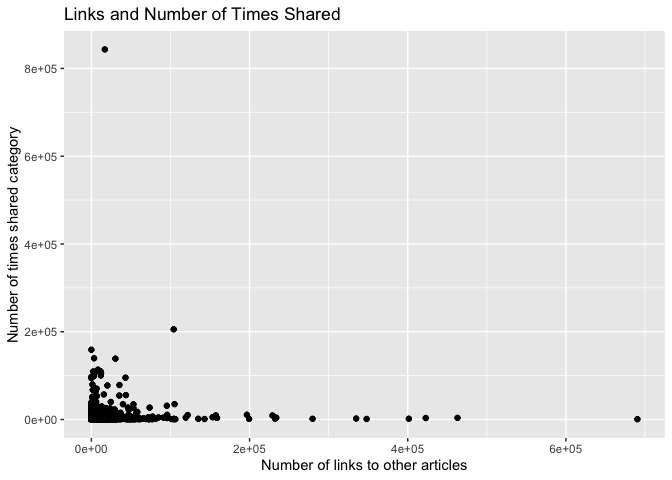 Links and Number of Times Shared
8e+05
6e+05
4e+05
2e+05
0e+00
Number of times shared category
0e+00 2e+05 4e+05 6e+05
Number of links to other articles